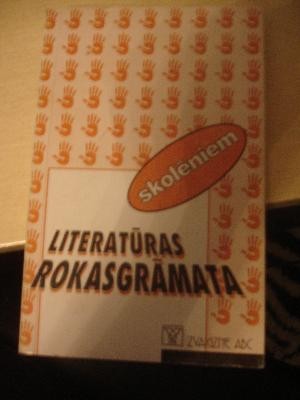 skolēniem
LITERATŪRAS
ROKASGRĀMATA
ZVAIGZNE ABC